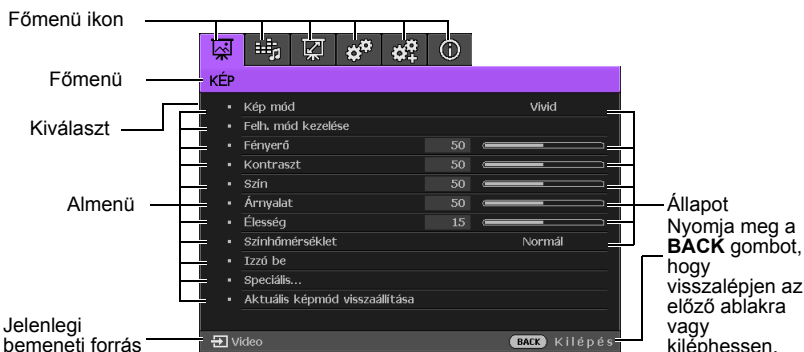 Főmenü ikon
Főmenü
KÉP
Kiválaszt
Kép mód Vivid
Felh. mód kezelése
Fényerő 50
Kontraszt 50
Szín 50
Almenü
Árnyalat 50
Élesség 15
Színhőmérséklet Normál
Izzó be
Speciális...
Aktuális képmód visszaállítása
Állapot
Nyomja meg a
BACK gombot,
hogy
visszalépjen az
előző ablakra
vagy
kiléphessen.
Jelenlegi
bemeneti forrás
Video
BACK Kilépés